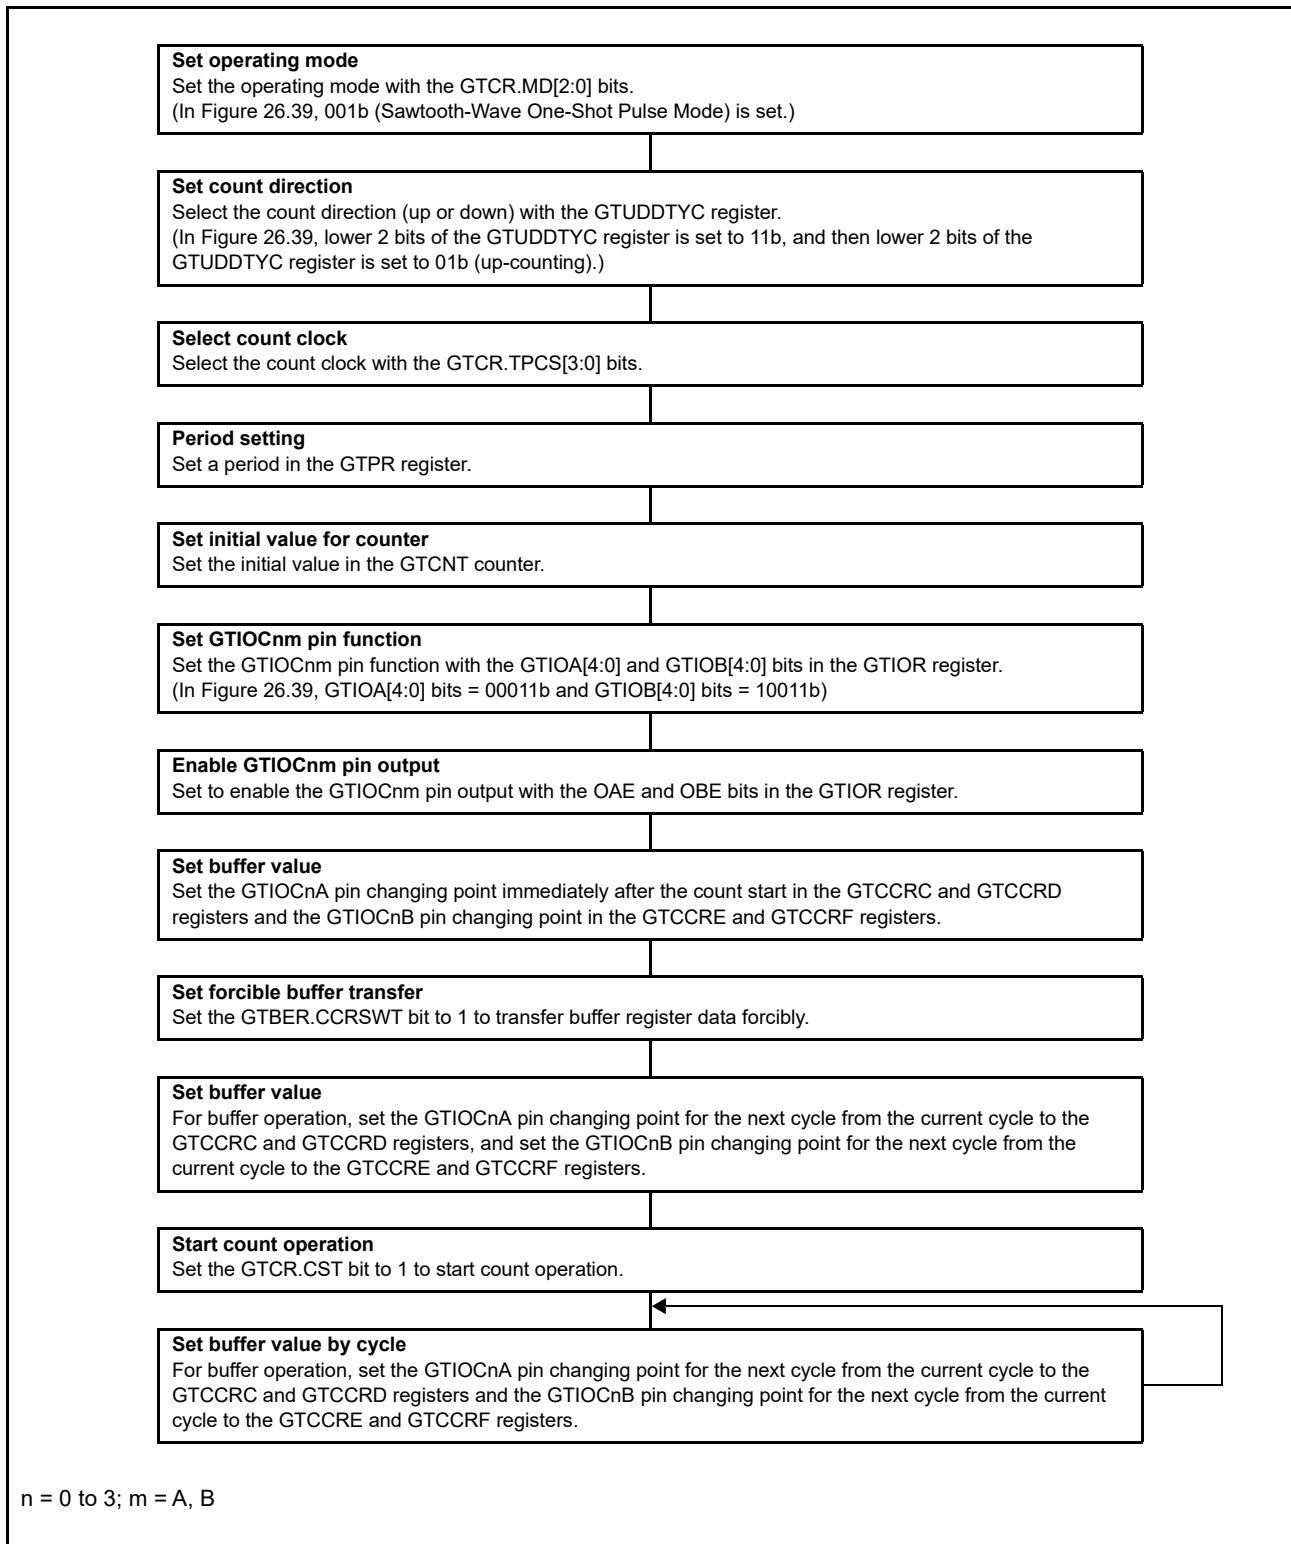 Set operating mode
Set the operating mode with the GTCR.MD[2:0] bits.
(In Figure 26.39, 001b (Sawtooth-Wave One-Shot Pulse Mode) is set.)
Set count direction
Select the count direction (up or down) with the GTUDDTYC register.
(In Figure 26.39, lower 2 bits of the GTUDDTYC register is set to 11b, and then lower 2 bits of the
GTUDDTYC register is set to 01b (up-counting).)
Select count clock
Select the count clock with the GTCR.TPCS[3:0] bits.
Period setting
Set a period in the GTPR register.
Set initial value for counter
Set the initial value in the GTCNT counter.
Set GTIOCnm pin function
Set the GTIOCnm pin function with the GTIOA[4:0] and GTIOB[4:0] bits in the GTIOR register.
(In Figure 26.39, GTIOA[4:0] bits = 00011b and GTIOB[4:0] bits = 10011b)
Enable GTIOCnm pin output
Set to enable the GTIOCnm pin output with the OAE and OBE bits in the GTIOR register.
Set buffer value
Set the GTIOCnA pin changing point immediately after the count start in the GTCCRC and GTCCRD
registers and the GTIOCnB pin changing point in the GTCCRE and GTCCRF registers.
Set forcible buffer transfer
Set the GTBER.CCRSWT bit to 1 to transfer buffer register data forcibly.
Set buffer value
For buffer operation, set the GTIOCnA pin changing point for the next cycle from the current cycle to the
GTCCRC and GTCCRD registers, and set the GTIOCnB pin changing point for the next cycle from the
current cycle to the GTCCRE and GTCCRF registers.
Start count operation
Set the GTCR.CST bit to 1 to start count operation.
Set buffer value by cycle
For buffer operation, set the GTIOCnA pin changing point for the next cycle from the current cycle to the
GTCCRC and GTCCRD registers and the GTIOCnB pin changing point for the next cycle from the current
cycle to the GTCCRE and GTCCRF registers.
n = 0 to 3; m = A, B